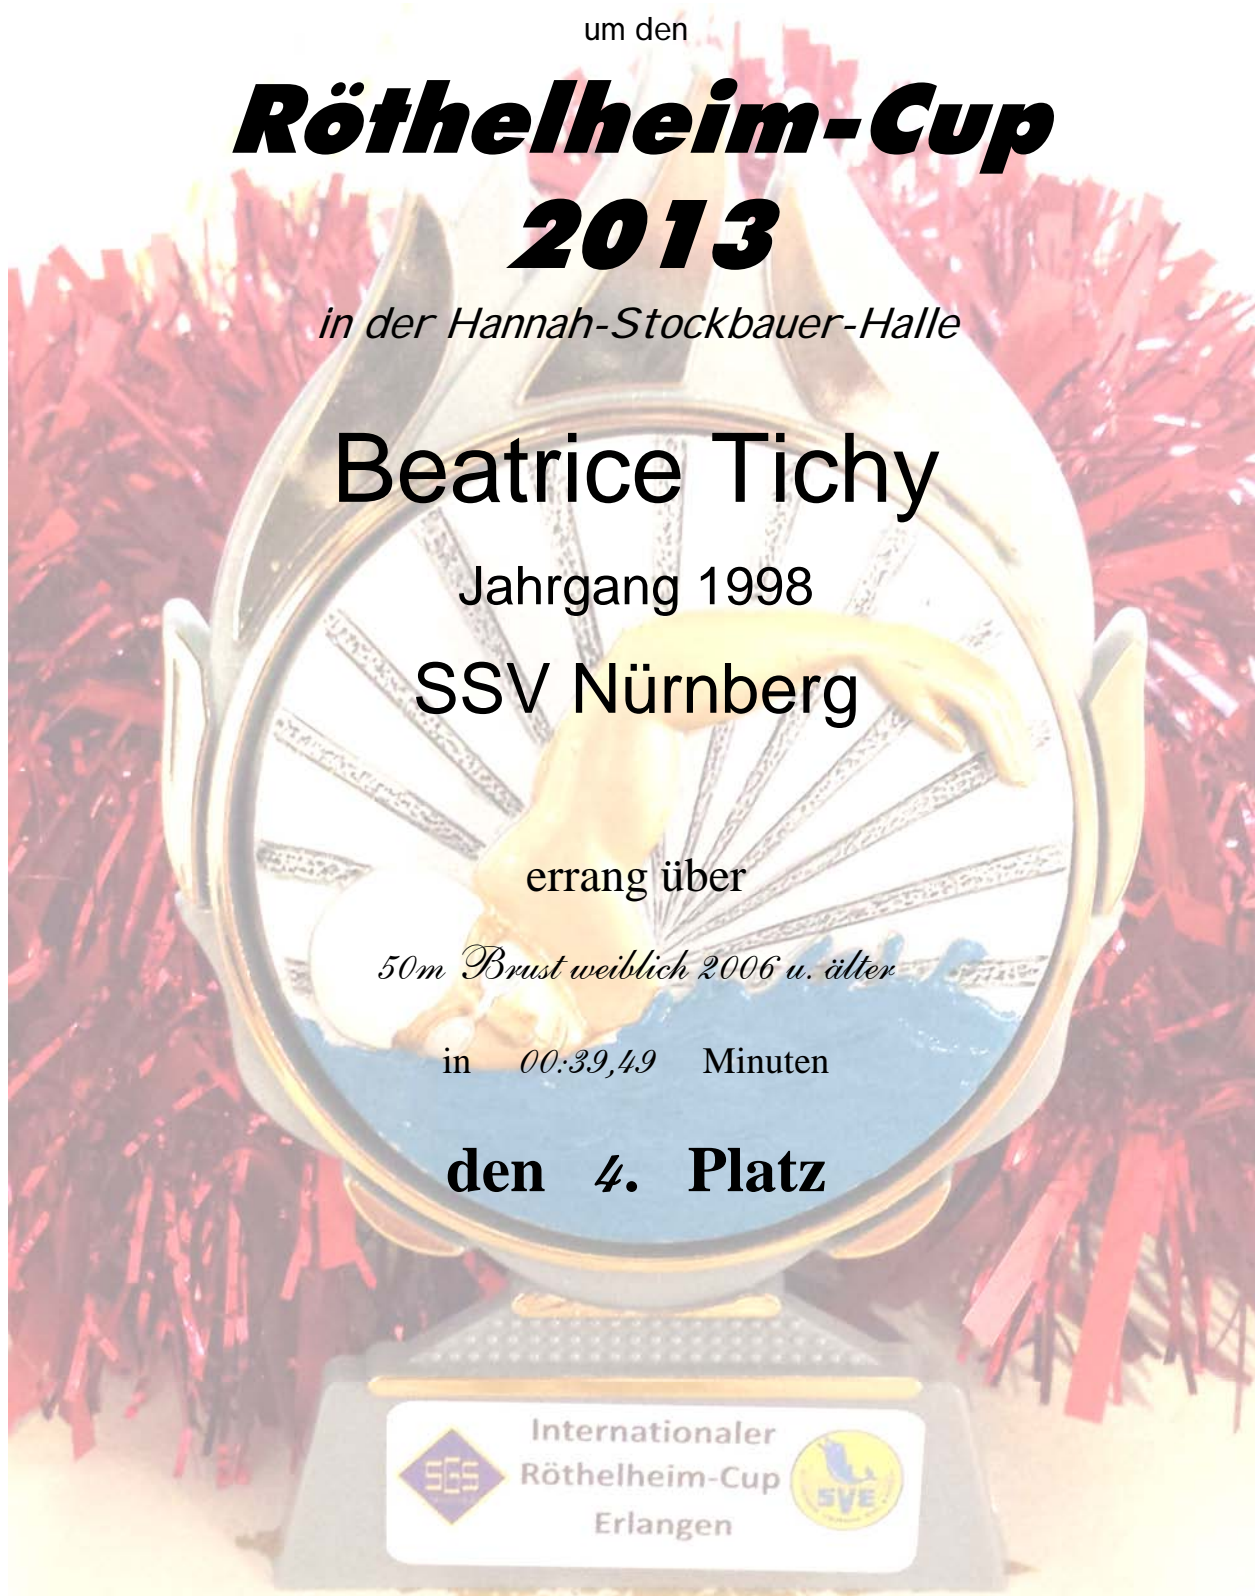 um den
Röthelheim-Cup
2013
in der Hannah-Stockbauer-Halle
Beatrice Tichy
Jahrgang 1998
SSV Nürnberg
errang über
50m Brust weiblich 2006 u. älter
in 00:39,49 Minuten
den 4. Platz
Internationaler
SGS Röthelheim-Cup SVE
Erlangen